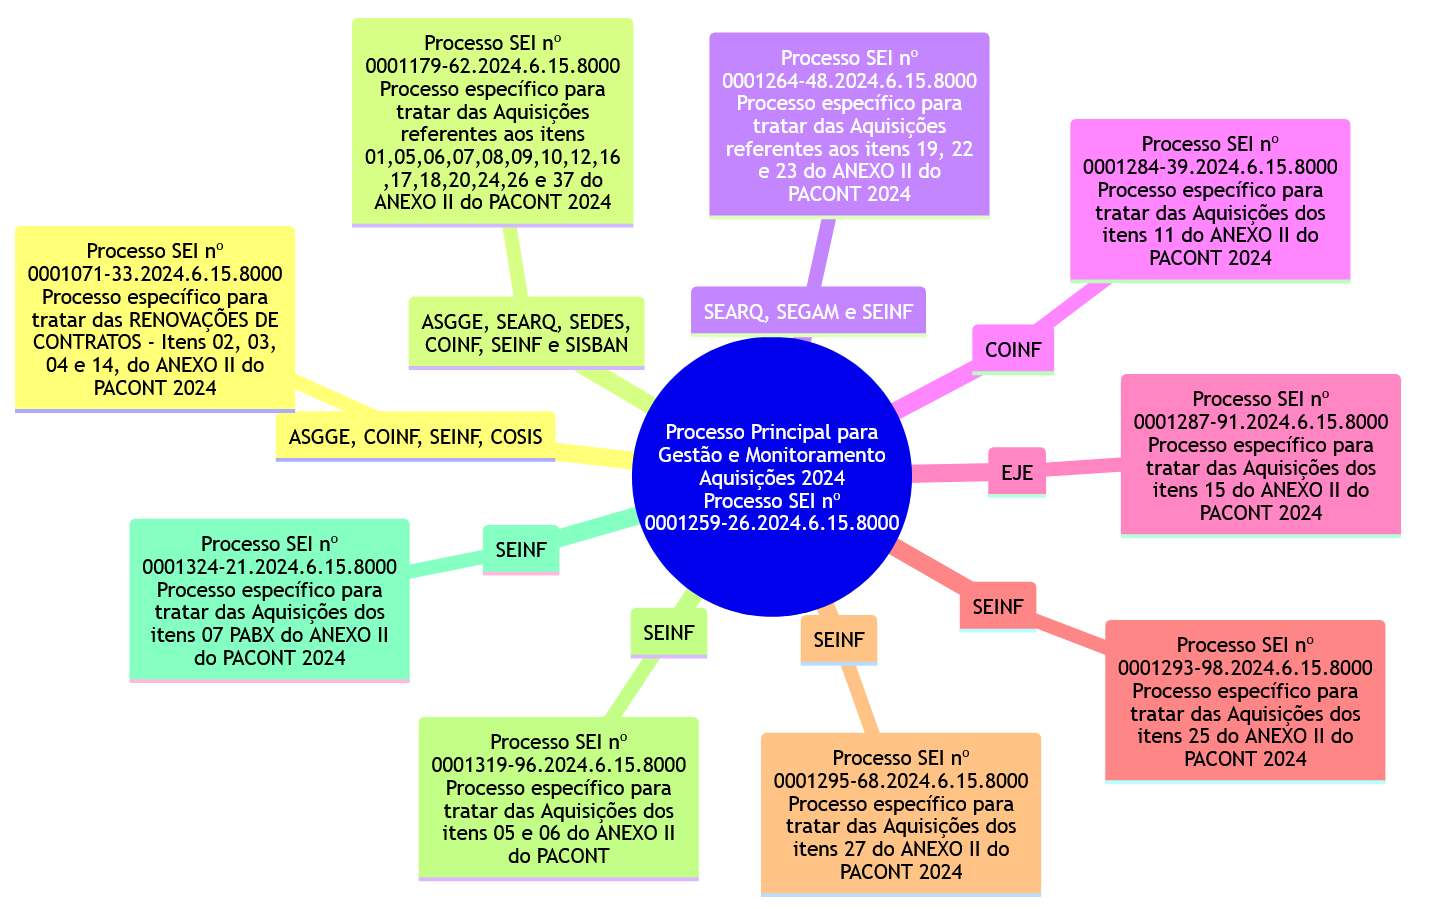 Processo SEI nº
0001179-62.2024.6.15.8000
Processo específico para
tratar das Aquisições
referentes aos itens
01,05,06,07,08,09,10,12,16
,17,18,20,24,26 e 37 do
ANEXO II do PACONT 2024
ASGGE, SEARQ, SEDES,
COINF, SEINF e SISBAN
Processo SEI nº
0001264-48.2024.6.15.8000
Processo específico para
tratar das Aquisições
referentes aos itens 19, 22
e 23 do ANEXO II do
PACONT 2024
SEARQ, SEGAM e SEINF
Processo SEI nº
0001284-39.2024.6.15.8000
Processo específico para
tratar das Aquisições dos
itens 11 do ANEXO II do
PACONT 2024
COINF
Processo SEI nº
0001071-33.2024.6.15.8000
Processo específico para
tratar das RENOVAÇÕES DE
CONTRATOS - Itens 02, 03,
04 e 14, do ANEXO II do
PACONT 2024
ASGGE, COINF, SEINF, COSIS
Processo Principal para
Gestão e Monitoramento
Aquisições 2024
Processo SEI nº
0001259-26.2024.6.15.8000
EJE
Processo SEI nº
0001287-91.2024.6.15.8000
Processo específico para
tratar das Aquisições dos
itens 15 do ANEXO II do
PACONT 2024
Processo SEI nº
0001324-21.2024.6.15.8000
Processo específico para
tratar das Aquisições dos
itens 07 PABX do ANEXO II
do PACONT 2024
SEINF
SEINF
Processo SEI nº
0001319-96.2024.6.15.8000
Processo específico para
tratar das Aquisições dos
itens 05 e 06 do ANEXO II
do PACONT
SEINF
Processo SEI nº
0001295-68.2024.6.15.8000
Processo específico para
tratar das Aquisições dos
itens 27 do ANEXO II do
PACONT 2024
SEINF
Processo SEI nº
0001293-98.2024.6.15.8000
Processo específico para
tratar das Aquisições dos
itens 25 do ANEXO II do
PACONT 2024